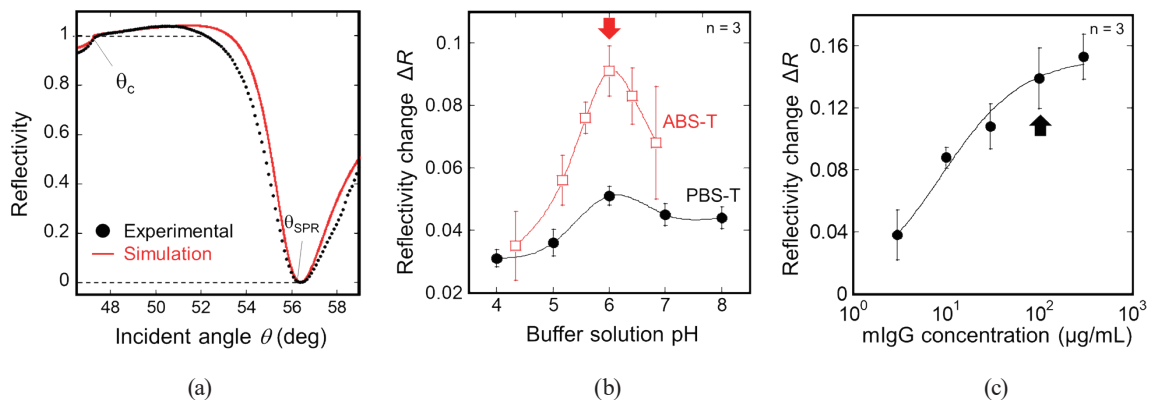 1
0.8
0.6
0.4
0.2
0
Reflectivity
θc
θSPR
Experimental
Simulation
48 50 52 54 56 58
Incident angle θ (deg)
(a)
n = 3
0.1
0.08
0.06
0.04
0.02
Reflectivity change ΔR
ABS-T
PBS-T
4 5 6 7 8
Buffer solution pH
(b)
n = 3
0.16
0.12
0.08
0.04
0.00
Reflectivity change ΔR
10⁰ 10¹ 10² 10³
mIgG concentration (μg/mL)
(c)